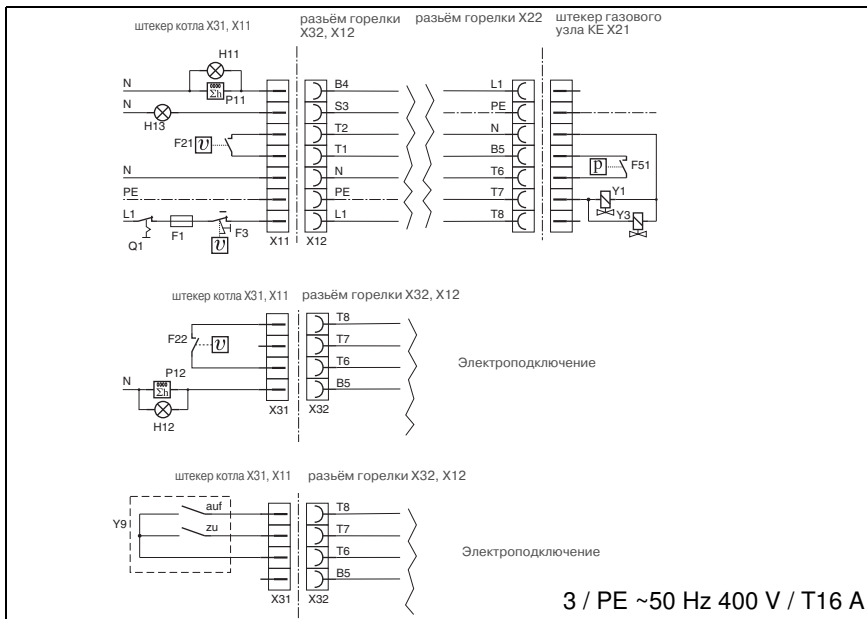 штекер котла X31, X11
разъём горелки X32, X12
разъём горелки X22
штекер газового узла KE X21
H11
N
0000 Σh
P11
B4
L1
N
H13
S3
PE
F21
υ
T2
N
T1
B5
p
F51
N
N
T6
PE
PE
T7
Y1
L1
L1
T8
Y3
Q1
F1
F3
υ
X11
X12
штекер котла X31, X11
разъём горелки X32, X12
T8
F22
υ
T7
T6
Электроподключение
P12
N
0000 Σh
B5
H12
X31
X32
штекер котла X31, X11
разъём горелки X32, X12
auf
T8
Y9
zu
T7
T6
Электроподключение
B5
X31
X32
3 / PE ~50 Hz 400 V / T16 A